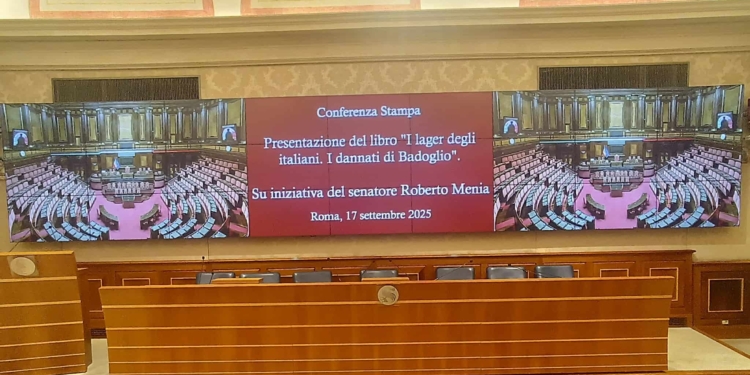 Conferenza Stampa
Presentazione del libro "I lager degli
italiani. I dannati di Badoglio".
Su iniziativa del senatore Roberto Menia
Roma, 17 settembre 2025